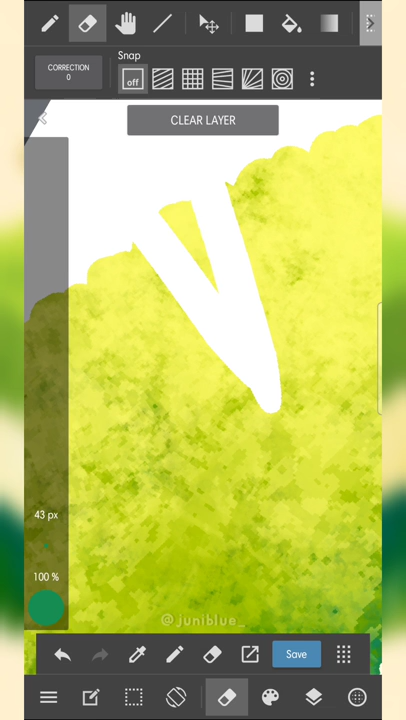 Snap
CORRECTION
0
off
CLEAR LAYER
43 px
100 %
@juniblue_
Save